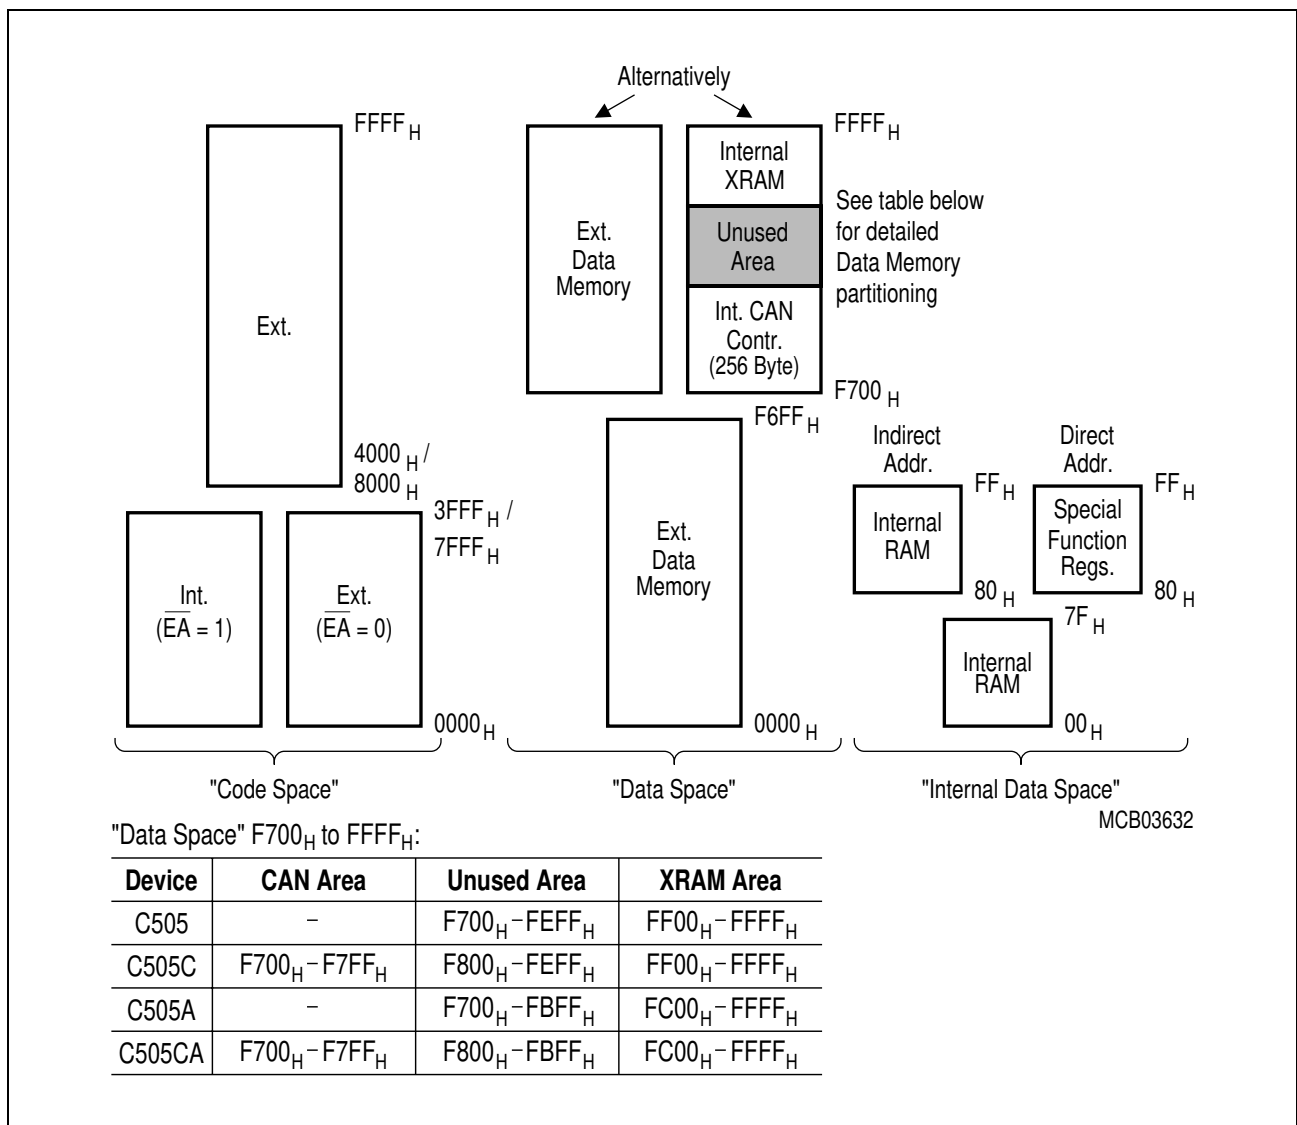 Alternatively
FFFF H
Ext.
4000 H /
8000 H
3FFF H /
7FFF H
Int.
(EA = 1)
Ext.
(EA = 0)
0000 H
"Code Space"
Ext.
Data
Memory
Internal
XRAM
Unused
Area
Int. CAN
Contr.
(256 Byte)
FFFF H
See table below
for detailed
Data Memory
partitioning
F700 H
F6FF H
Ext.
Data
Memory
0000 H
"Data Space"
Indirect
Addr.
Direct
Addr.
FF H
FF H
Internal
RAM
Special
Function
Regs.
80 H
80 H
7F H
Internal
RAM
00 H
"Internal Data Space"
MCB03632
"Data Space" F700H to FFFFH:
Device CAN Area Unused Area XRAM Area
C505 – F700H–FEFFH FF00H–FFFFH
C505C F700H–F7FFH F800H–FEFFH FF00H–FFFFH
C505A – F700H–FBFFH FC00H–FFFFH
C505CA F700H–F7FFH F800H–FBFFH FC00H–FFFFH